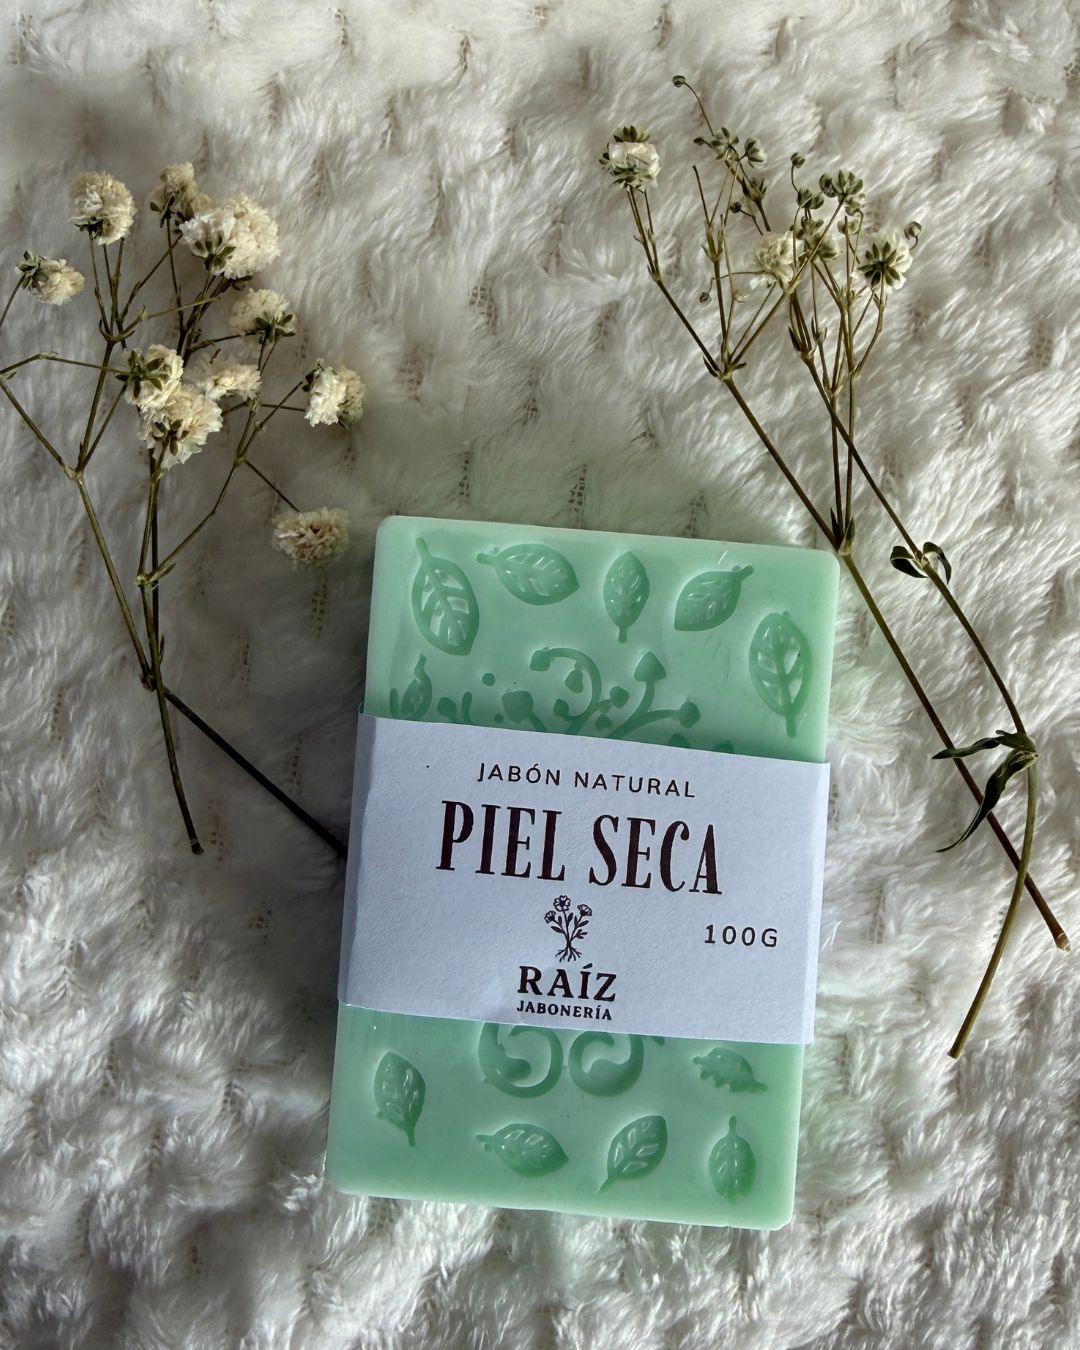 JABÓN NATURAL
PIEL SECA
100G
RAÍZ
JABONERÍA